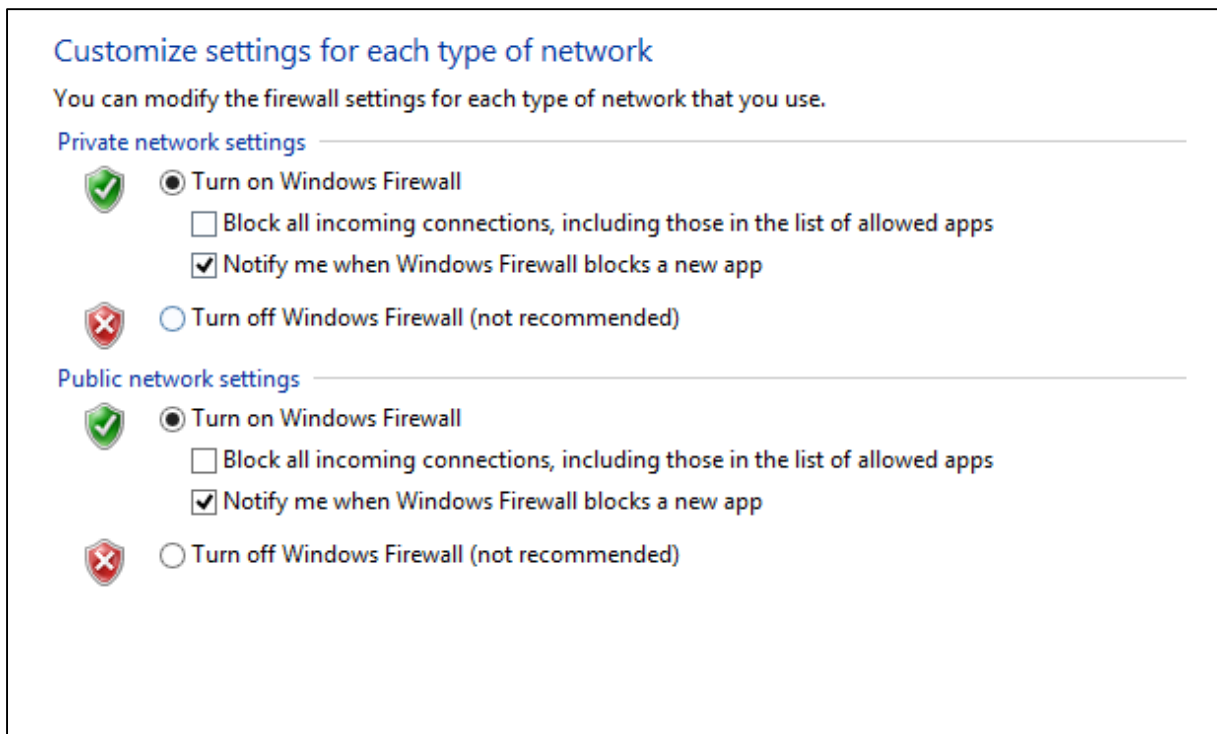 Customize settings for each type of network
You can modify the firewall settings for each type of network that you use.
Private network settings
Turn on Windows Firewall
Block all incoming connections, including those in the list of allowed apps
Notify me when Windows Firewall blocks a new app
Turn off Windows Firewall (not recommended)
Public network settings
Turn on Windows Firewall
Block all incoming connections, including those in the list of allowed apps
Notify me when Windows Firewall blocks a new app
Turn off Windows Firewall (not recommended)